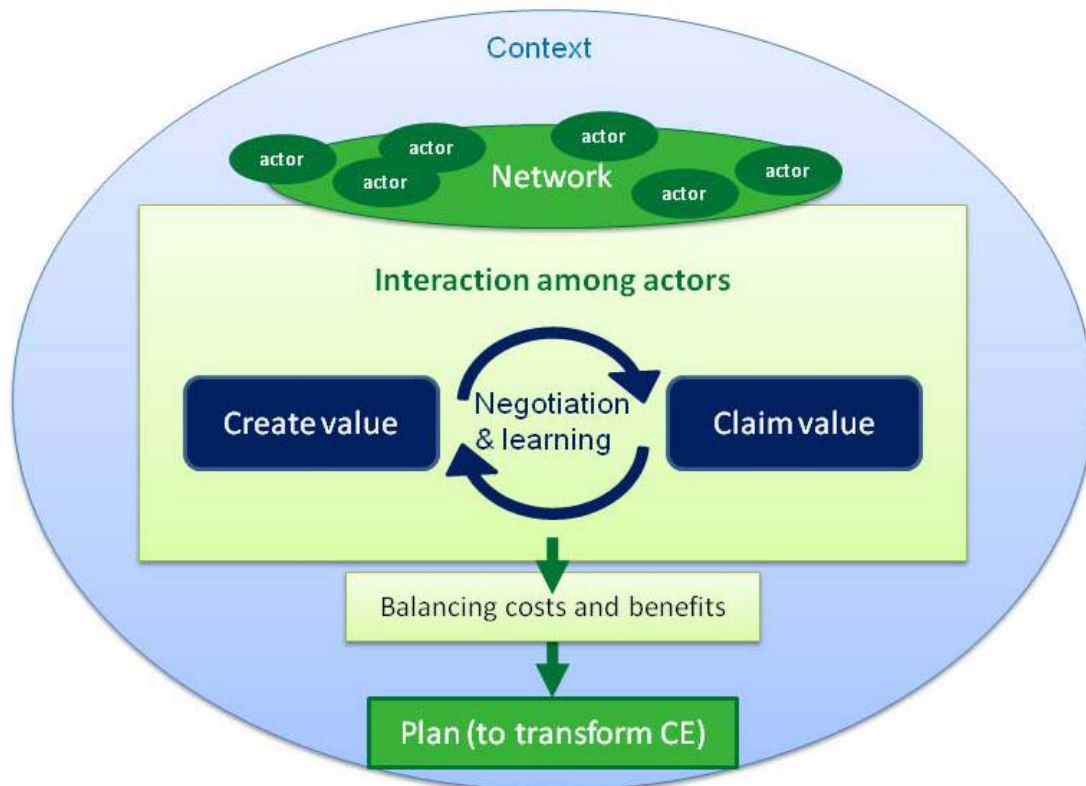 Context
actor
actor
actor
actor
actor
actor
Network
Interaction among actors
Create value
Negotiation
& learning
Claim value
Balancing costs and benefits
Plan (to transform CE)